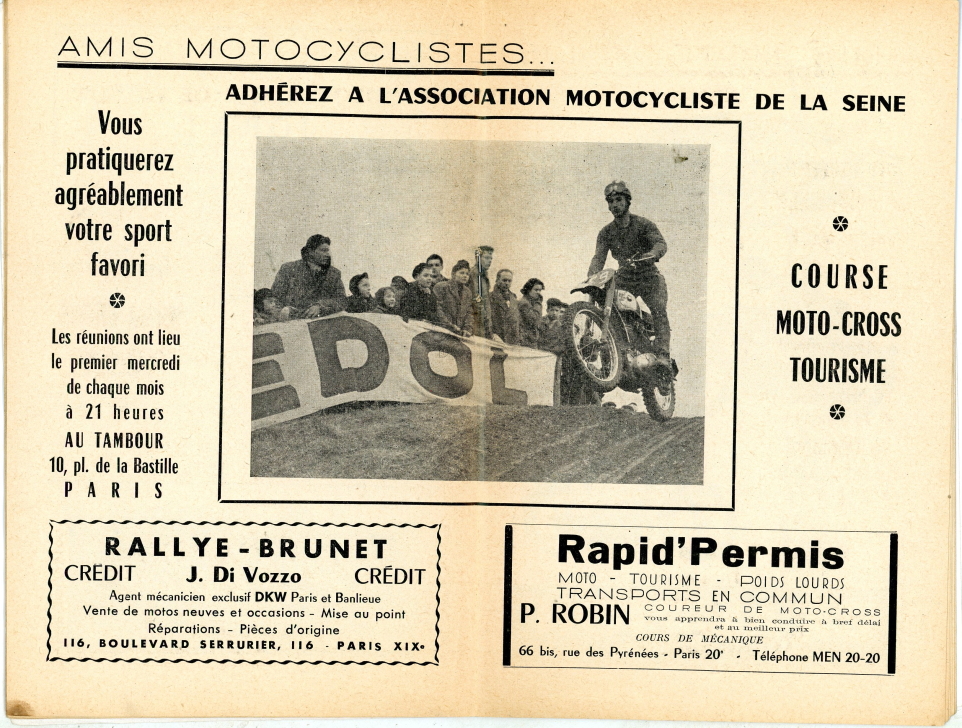 AMIS MOTOCYCLISTES...
ADHÉREZ A L'ASSOCIATION MOTOCYCLISTE DE LA SEINE
Vous
pratiquerez
agréablement
votre sport
favori
Les réunions ont lieu
le premier mercredi
de chaque mois
à 21 heures
AU TAMBOUR
10, pl. de la Bastille
PARIS
EDOL
COURSE
MOTO-CROSS
TOURISME
RALLYE-BRUNET
CRÉDIT J. Di Vozzo CRÉDIT
Agent mécanicien exclusif DKW Paris et Banlieue
Vente de motos neuves et occasions - Mise au point
Réparations - Pièces d'origine
116, BOULEVARD SERRURIER, 116 - PARIS XIXe
Rapid'Permis
MOTO - TOURISME - POIDS LOURDS
TRANSPORTS EN COMMUN
P. ROBIN COUREUR DE MOTO-CROSS
vous apprendra à bien conduire à bref délai
et au meilleur prix
COURS DE MÉCANIQUE
66 bis, rue des Pyrénées - Paris 20e - Téléphone MEN 20-20